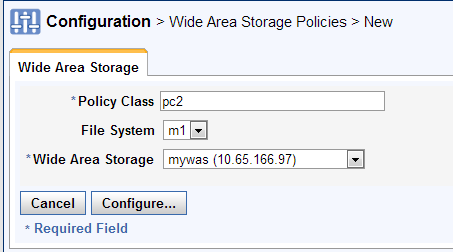 Configuration > Wide Area Storage Policies > New
Wide Area Storage
* Policy Class pc2
File System m1
* Wide Area Storage mywas (10.65.166.97)
Cancel Configure...
* Required Field